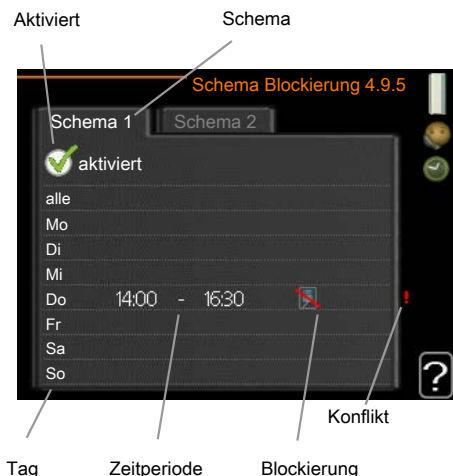 Aktiviert Schema
Schema Blockierung 4.9.5
Schema 1 Schema 2
aktiviert
alle
Mo
Di
Mi
Do 14:00 - 16:30 !
Fr
Sa
So
?
Konflikt
Tag Zeitperiode Blockierung